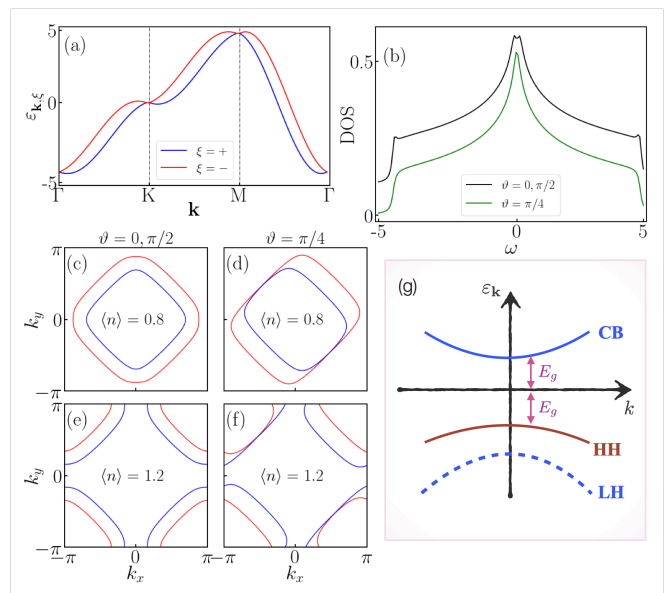 (a)
5
0
-5
ε_{k,ξ}
ξ = +
ξ = −
Γ K M Γ
k
(b)
0.5
0
DOS
ϑ = 0, π/2
ϑ = π/4
-5 0 5
ω
ϑ = 0, π/2
ϑ = π/4
(c)
π
0
−π
k_y
⟨n⟩ = 0.8
(d)
⟨n⟩ = 0.8
(e)
π
0
−π
k_y
⟨n⟩ = 1.2
−π 0 π
k_x
(f)
⟨n⟩ = 1.2
−π 0 π
k_x
(g)
ε_k
CB
E_g
k
E_g
HH
LH